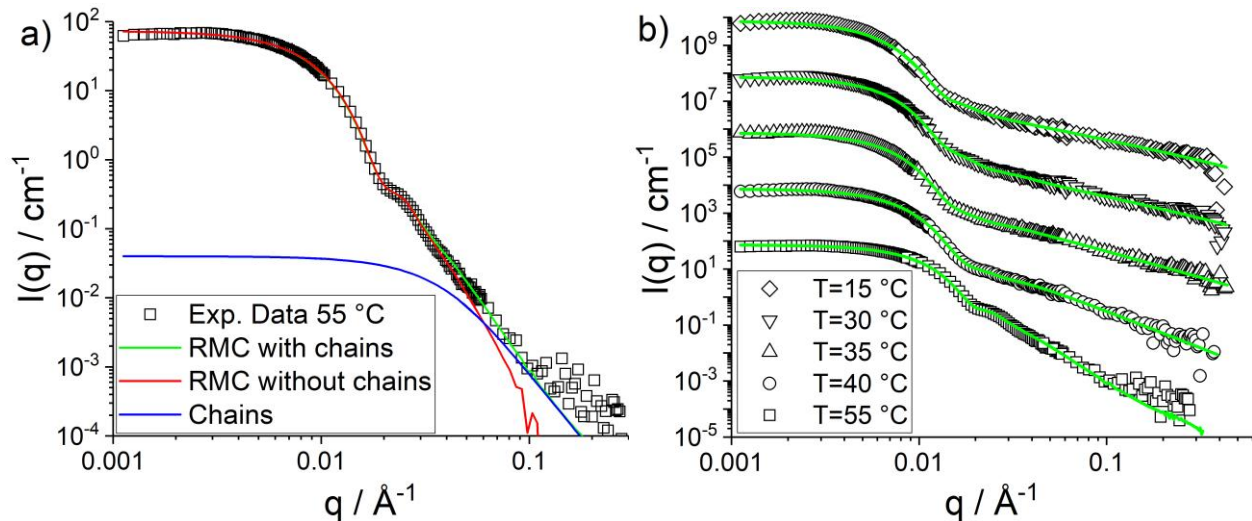 a)
I(q) / cm⁻¹
10²
10¹
10⁰
10⁻¹
10⁻²
10⁻³
10⁻⁴
Exp. Data 55 °C
RMC with chains
RMC without chains
Chains
0.001
0.01
0.1
q / Å⁻¹
b)
I(q) / cm⁻¹
10⁹
10⁷
10⁵
10³
10¹
10⁻¹
10⁻³
10⁻⁵
T=15 °C
T=30 °C
T=35 °C
T=40 °C
T=55 °C
0.001
0.01
0.1
q / Å⁻¹